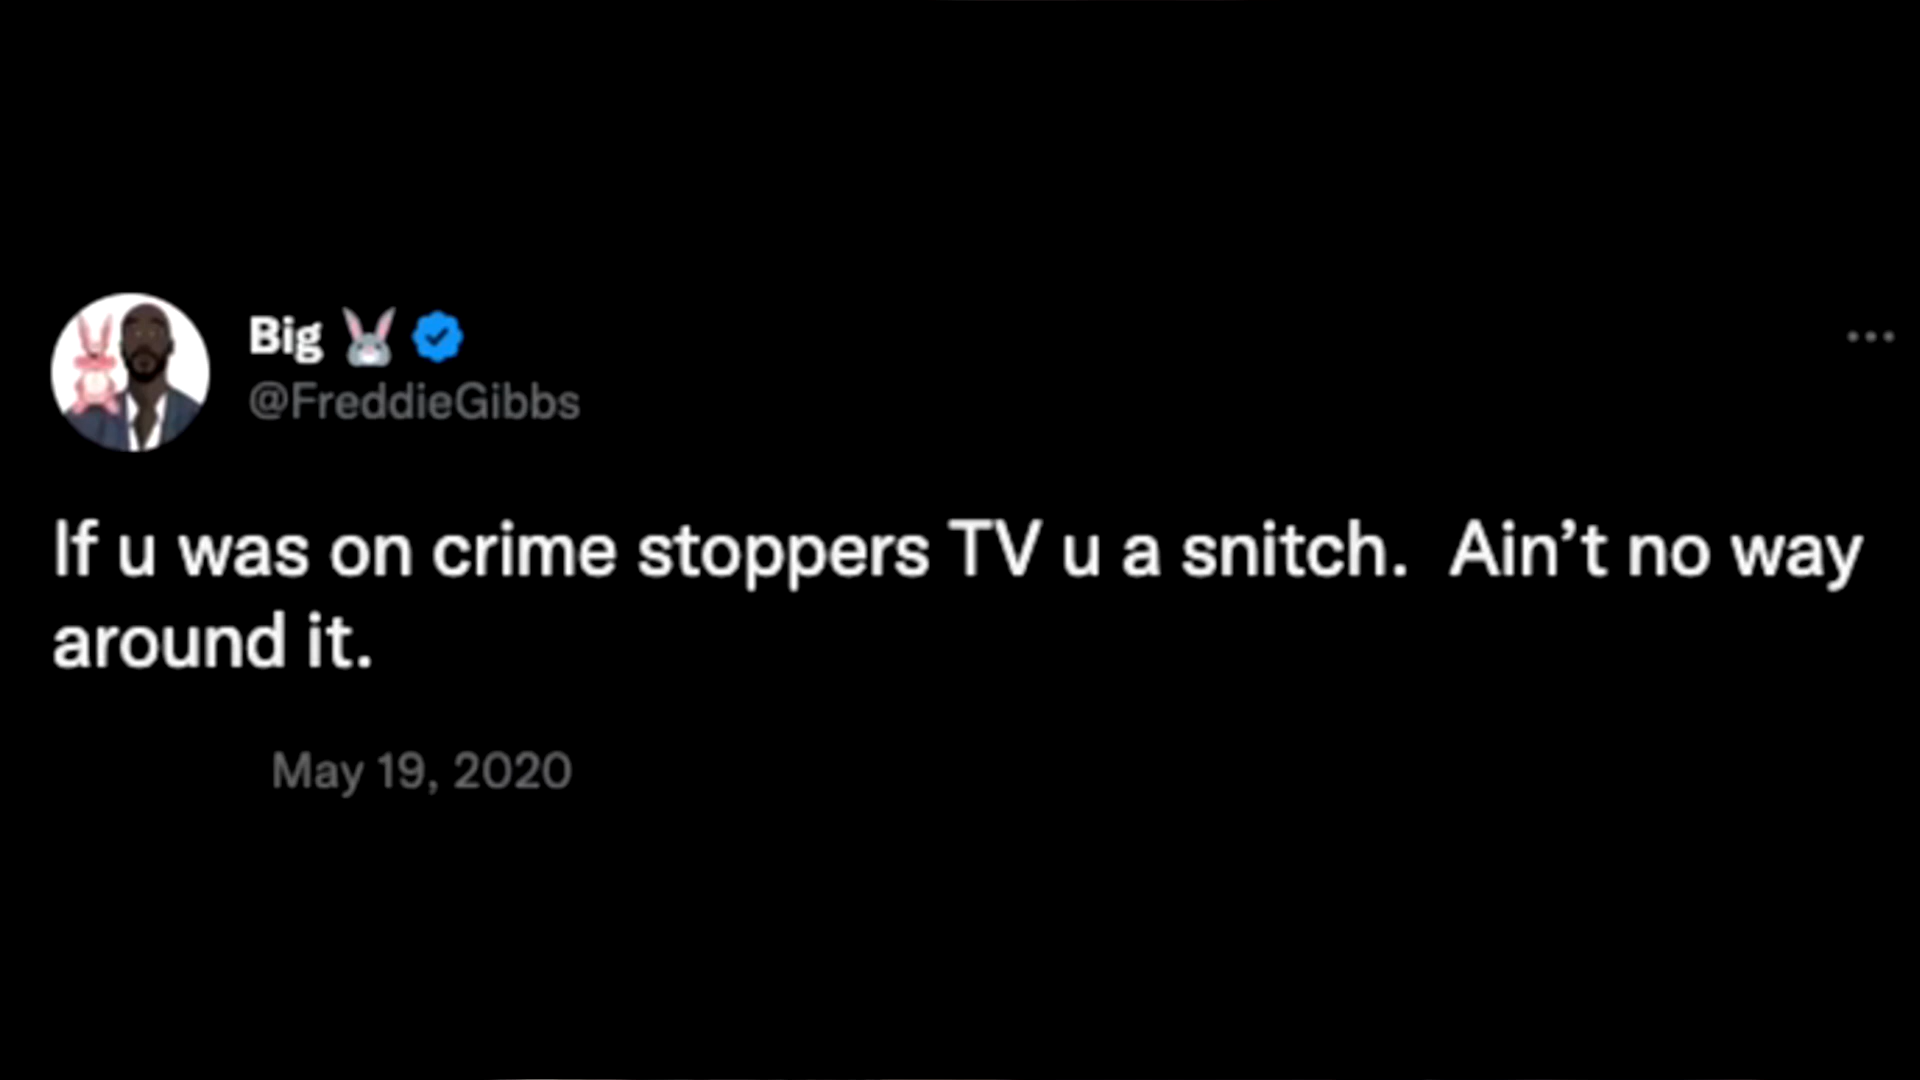 Big
@FreddieGibbs
If u was on crime stoppers TV u a snitch.  Ain’t no way
around it.
May 19, 2020